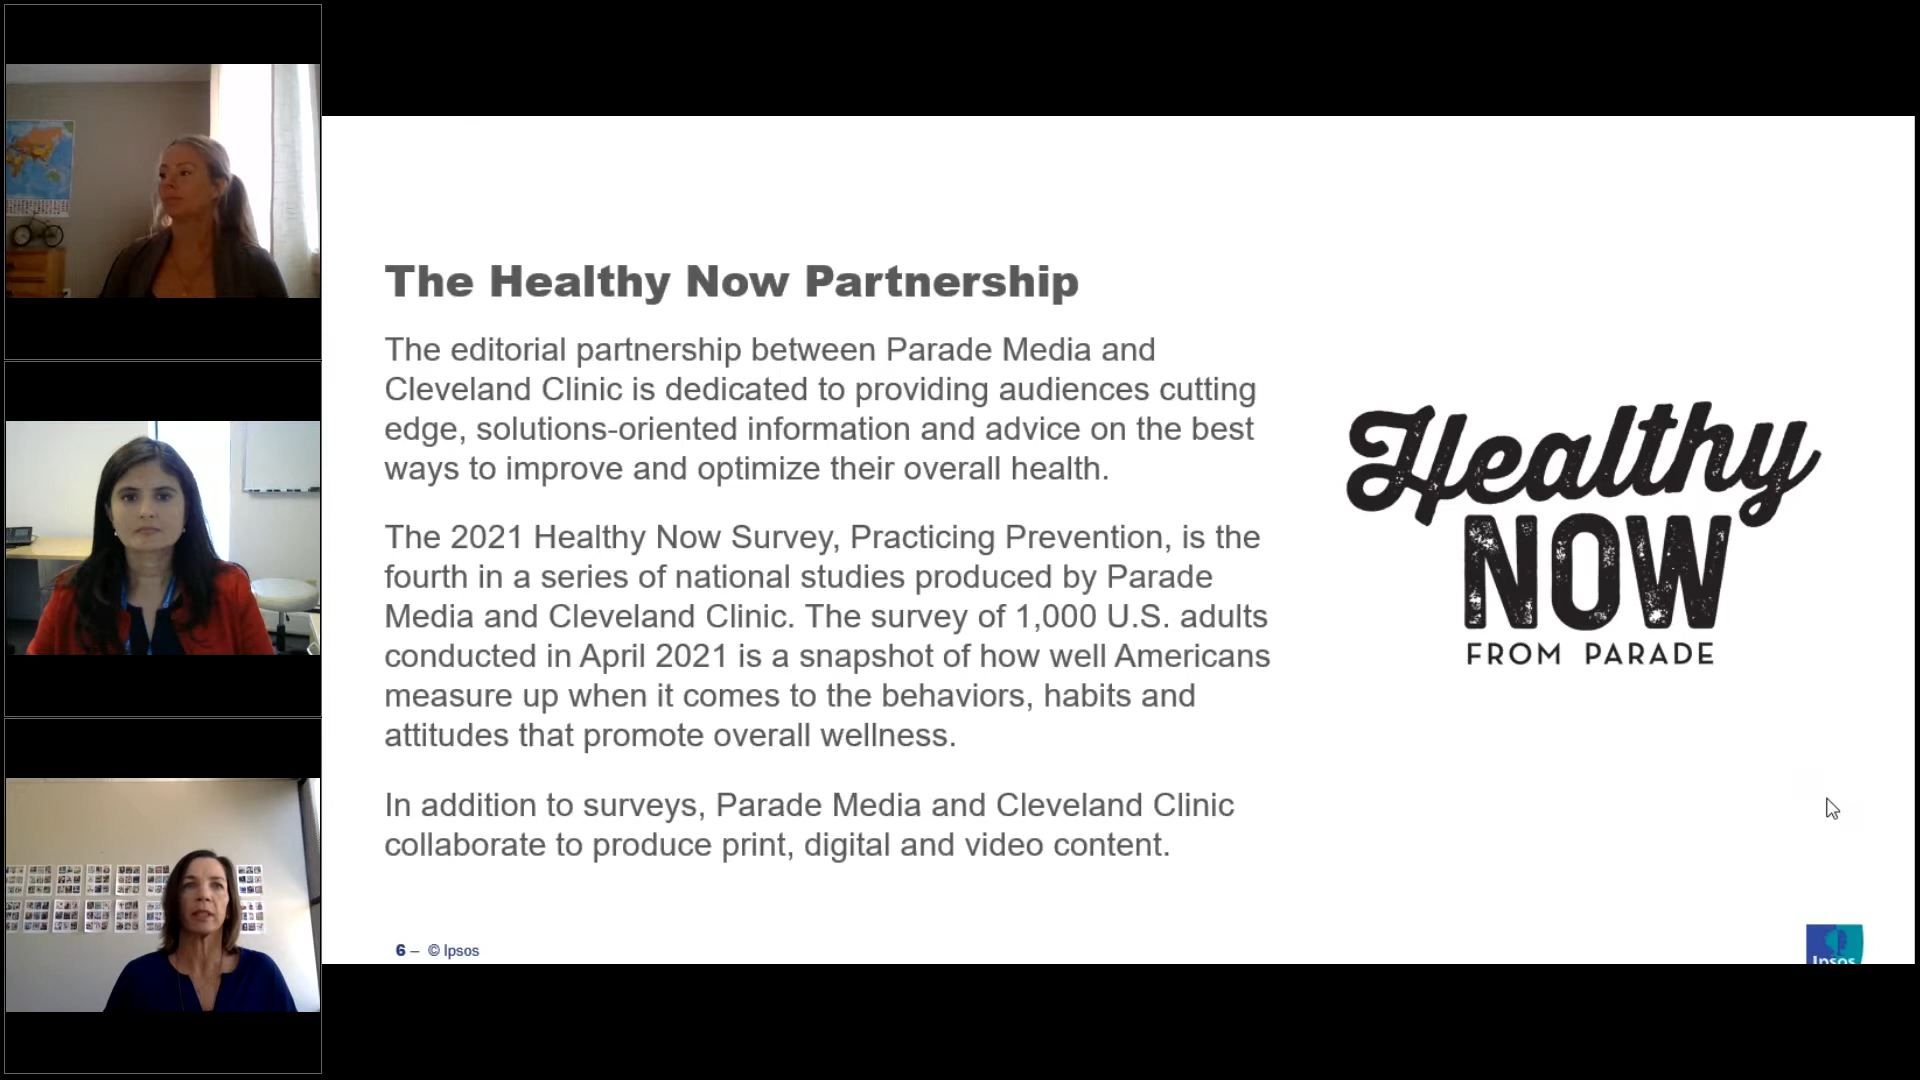 The Healthy Now Partnership
The editorial partnership between Parade Media and
Cleveland Clinic is dedicated to providing audiences cutting
edge, solutions-oriented information and advice on the best
ways to improve and optimize their overall health.
The 2021 Healthy Now Survey, Practicing Prevention, is the
fourth in a series of national studies produced by Parade
Media and Cleveland Clinic. The survey of 1,000 U.S. adults
conducted in April 2021 is a snapshot of how well Americans
measure up when it comes to the behaviors, habits and
attitudes that promote overall wellness.
In addition to surveys, Parade Media and Cleveland Clinic
collaborate to produce print, digital and video content.
Healthy
NOW
FROM PARADE
6 – © Ipsos
Ipsos